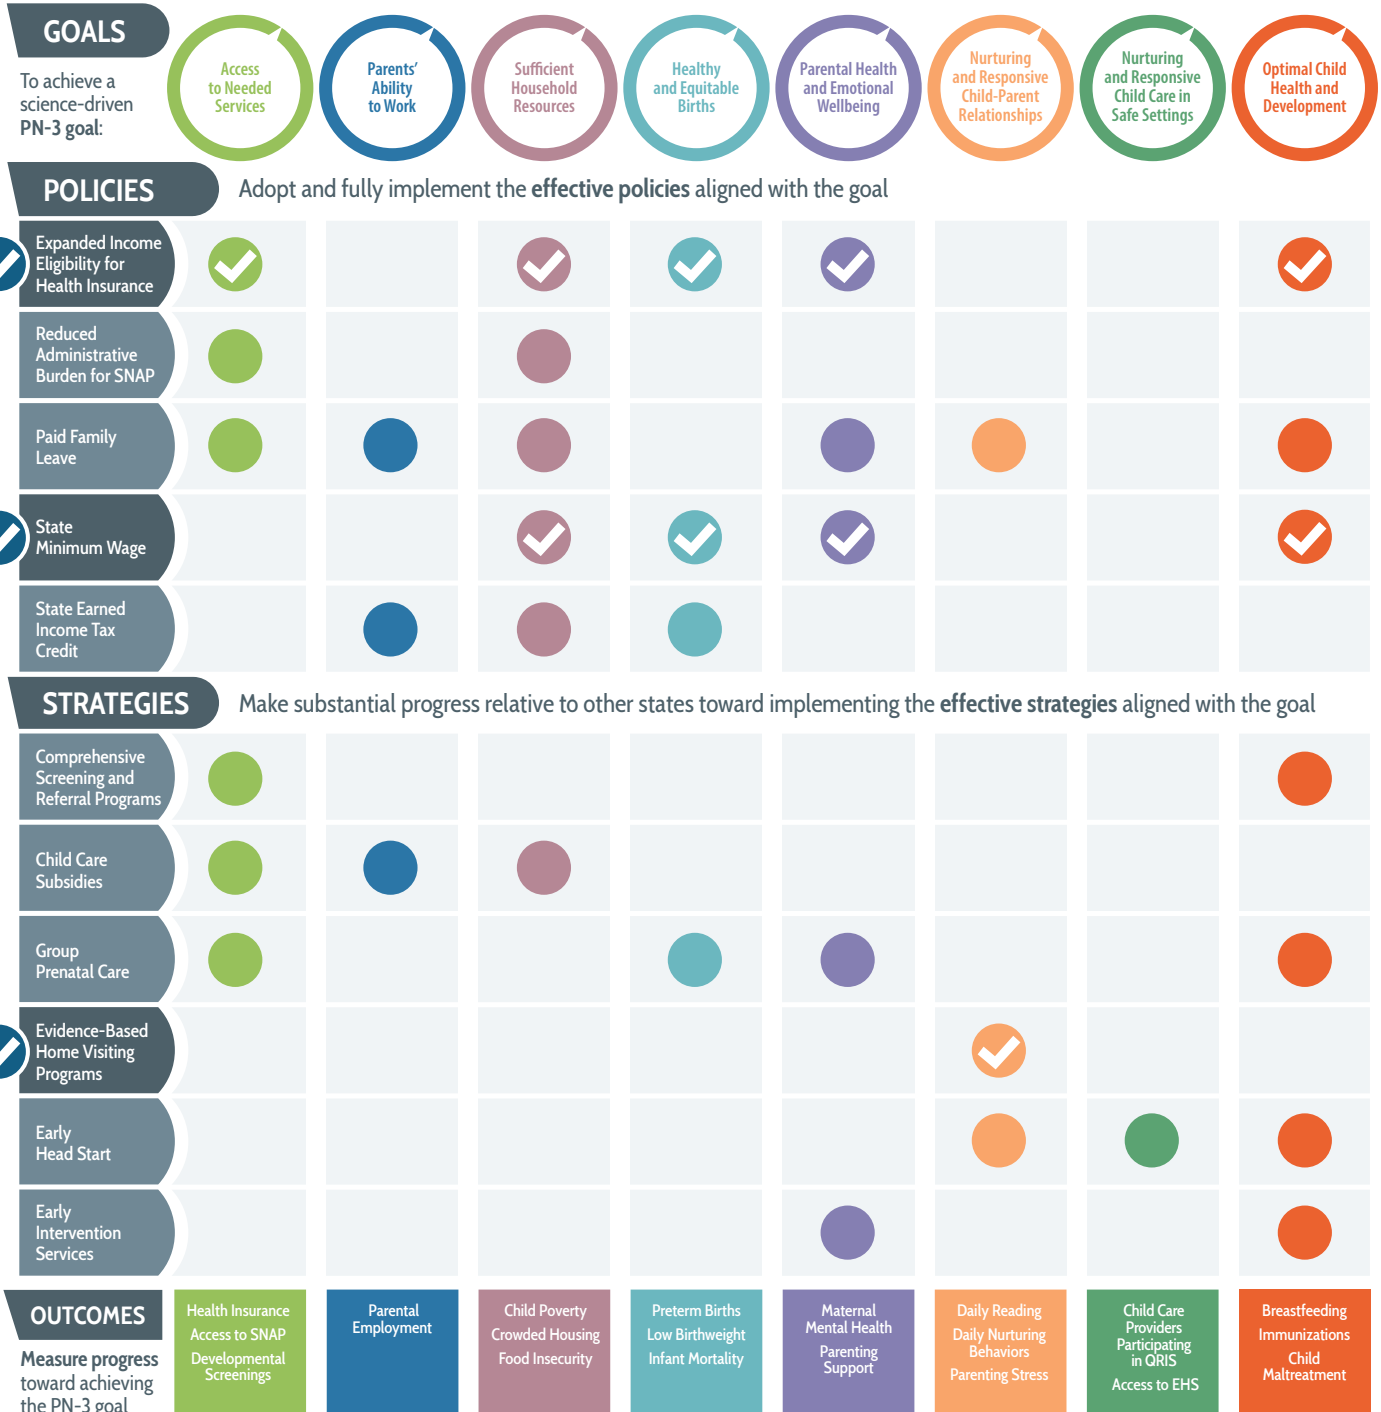 GOALS
To achieve a
science-driven
PN-3 goal:
Access
to Needed
Services
Parents'
Ability
to Work
Sufficient
Household
Resources
Healthy
and Equitable
Births
Parental Health
and Emotional
Wellbeing
Nurturing
and Responsive
Child-Parent
Relationships
Nurturing
and Responsive
Child Care in
Safe Settings
Optimal Child
Health and
Development
POLICIES
Adopt and fully implement the effective policies aligned with the goal
Expanded Income
Eligibility for
Health Insurance
Reduced
Administrative
Burden for SNAP
Paid Family
Leave
State
Minimum Wage
State Earned
Income Tax
Credit
STRATEGIES
Make substantial progress relative to other states toward implementing the effective strategies aligned with the goal
Comprehensive
Screening and
Referral Programs
Child Care
Subsidies
Group
Prenatal Care
Evidence-Based
Home Visiting
Programs
Early
Head Start
Early
Intervention
Services
OUTCOMES
Measure progress
toward achieving
the PN-3 goal
Health Insurance
Access to SNAP
Developmental
Screenings
Parental
Employment
Child Poverty
Crowded Housing
Food Insecurity
Preterm Births
Low Birthweight
Infant Mortality
Maternal
Mental Health
Parenting
Support
Daily Reading
Daily Nurturing
Behaviors
Parenting Stress
Child Care
Providers
Participating
in QRIS
Access to EHS
Breastfeeding
Immunizations
Child
Maltreatment